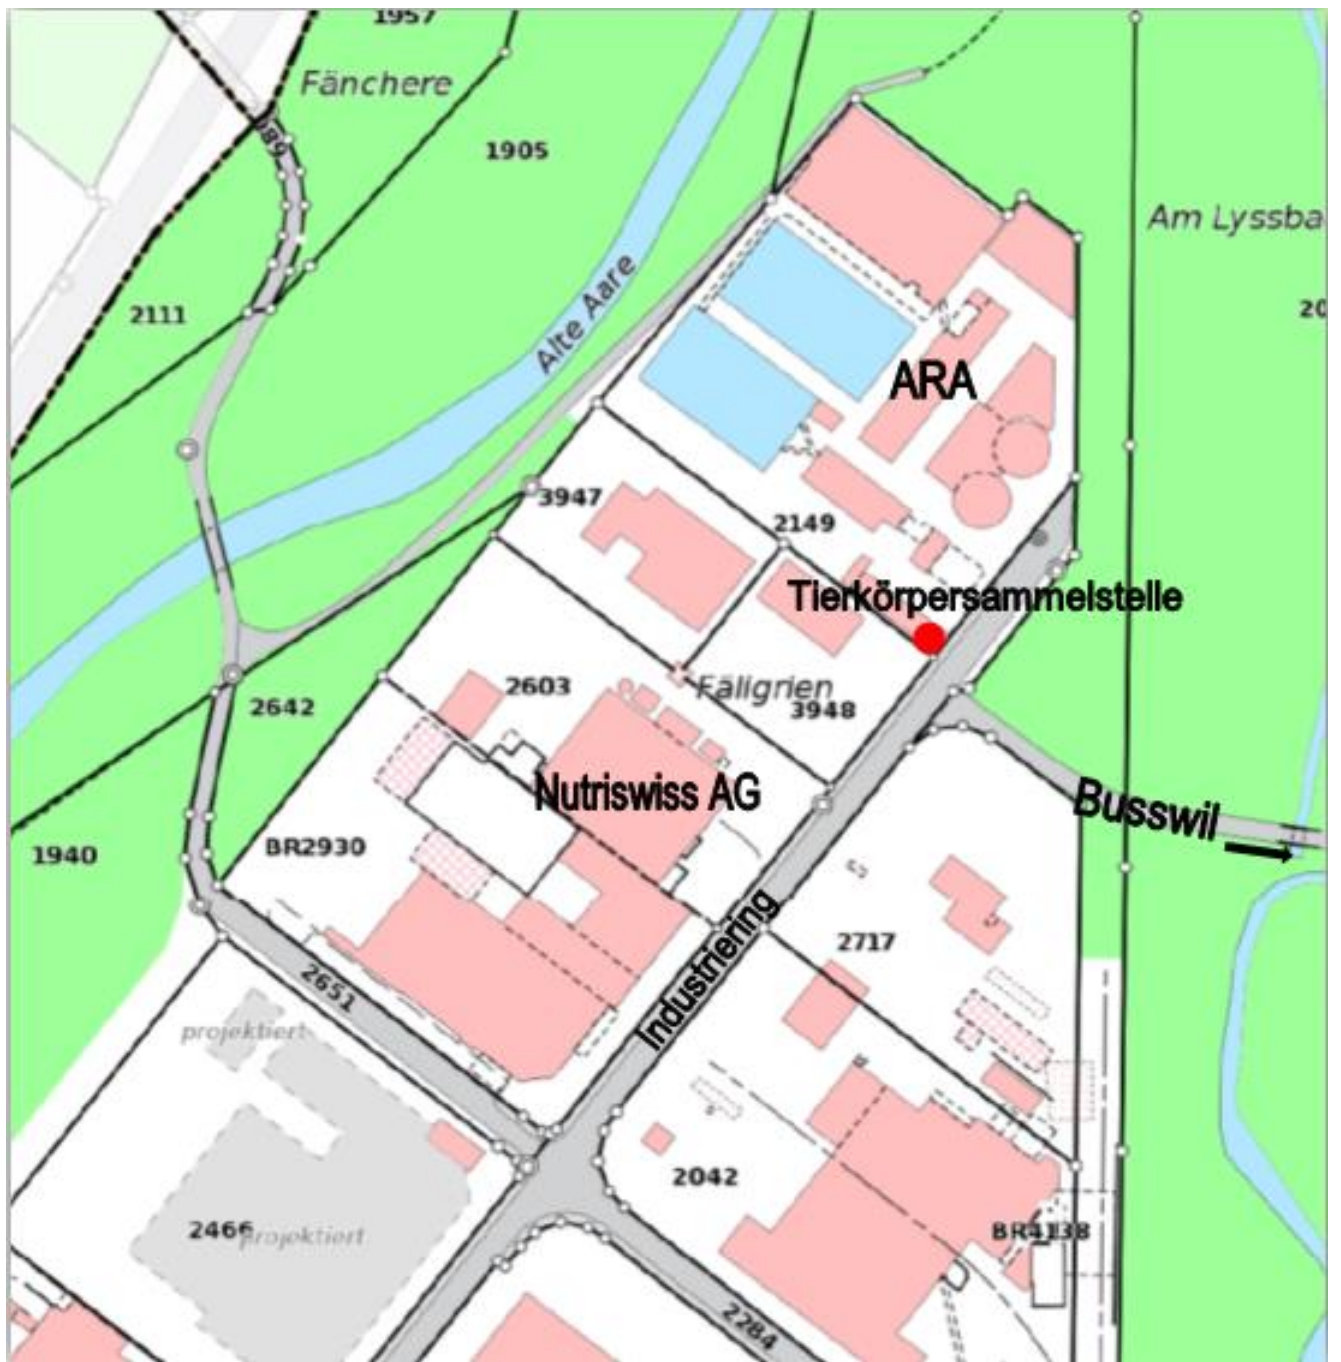 1957
Fänchere
1905
Am Lyssba
2111
20
Alte Aare
ARA
3947
2149
Tierkörpersammelstelle
2603
Fäligrien
2642
3948
Nutriswiss AG
Busswil
1940
BR2930
2717
Industriering
2651
projektiert
2042
2466
projektiert
BR4138
2284